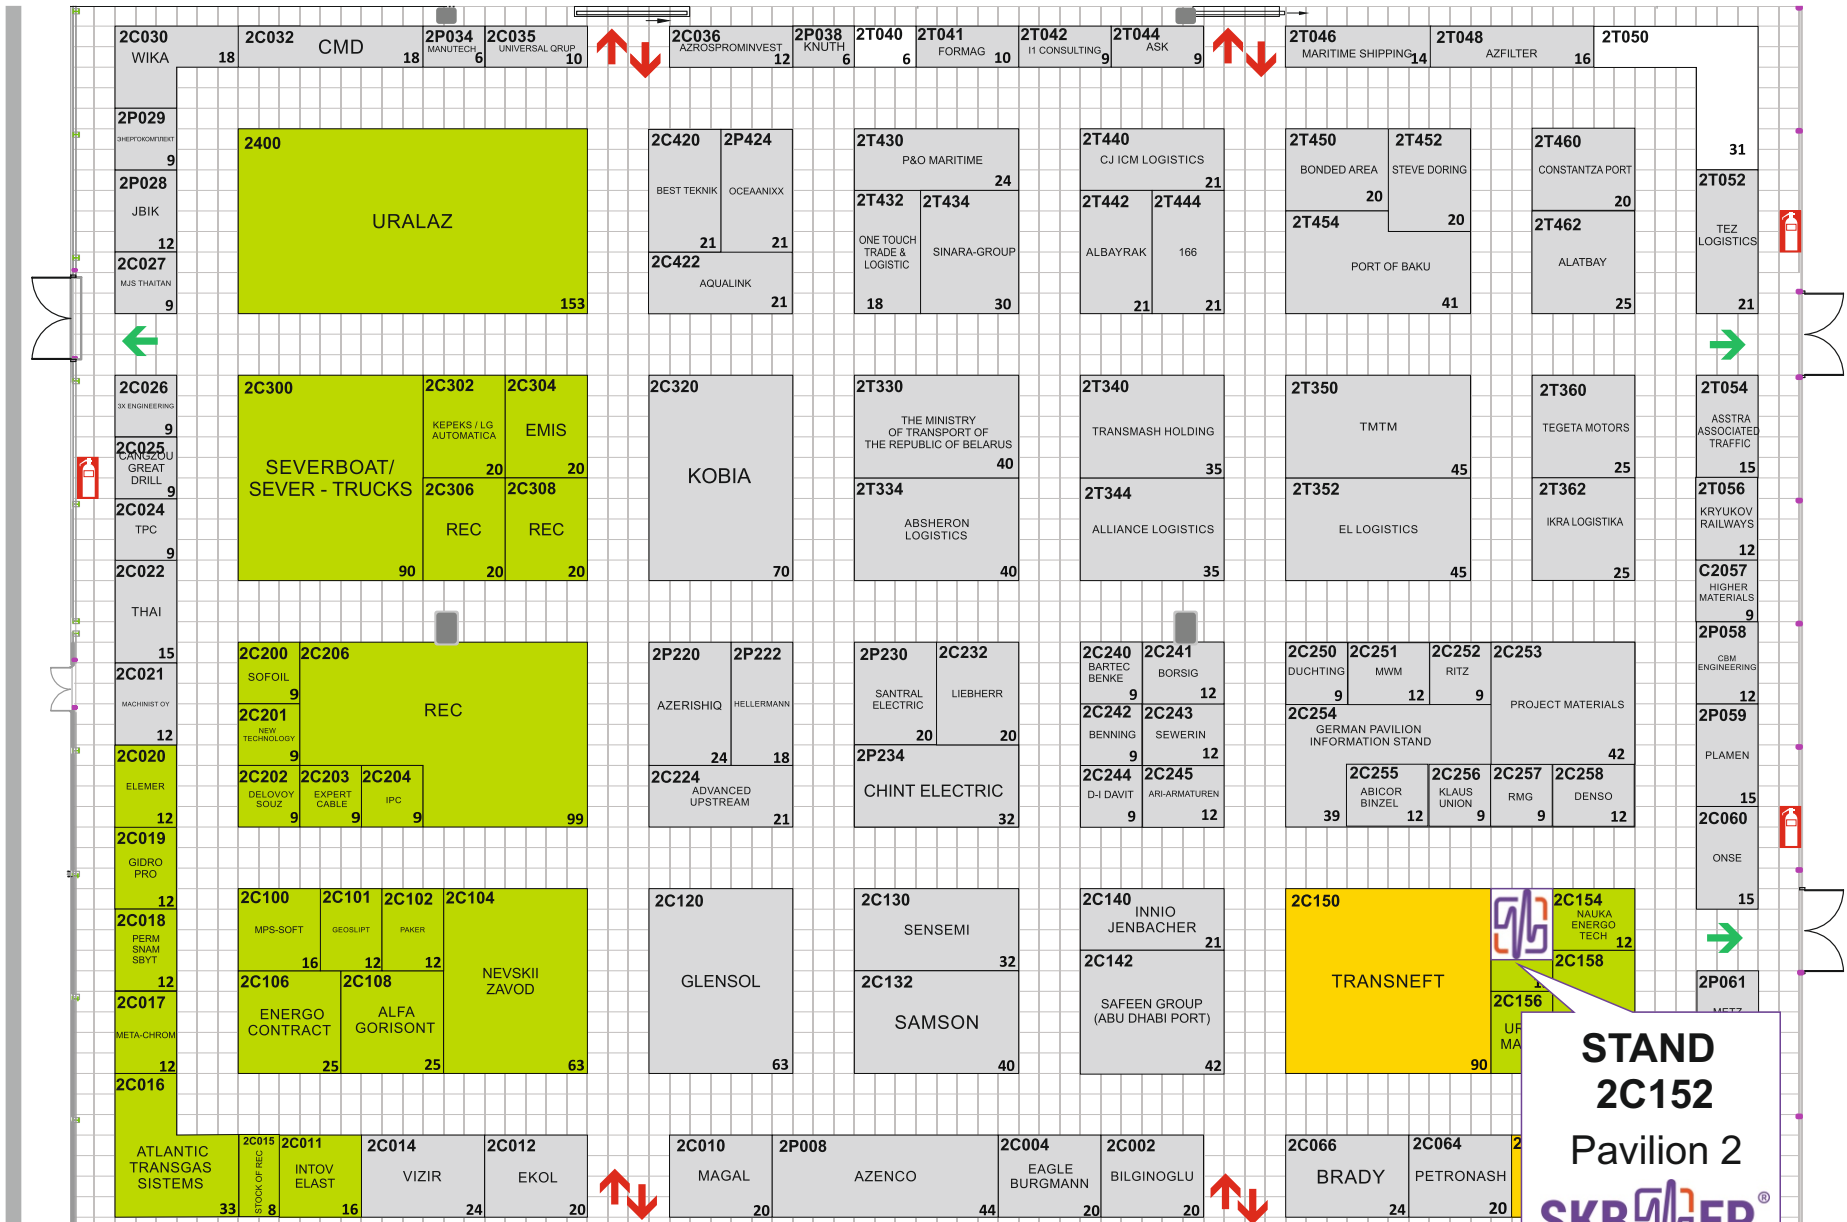 2C030
WIKA
18
2C032
CMD
18
2P034
MANUTECH
6
2C035
UNIVERSAL QRUP
10
2C036
AZROSPROMINVEST
12
2P038
KNUTH
6
2T040
6
2T041
FORMAG
10
2T042
I1 CONSULTING
9
2T044
ASK
9
2T046
MARITIME SHIPPING
14
2T048
AZFILTER
16
2T050
31
2P029
ЭНЕРГОКОМПЛЕКТ
9
2P028
JBIK
12
2C027
MJS THAITAN
9
2400
URALAZ
153
2C420
BEST TEKNIK
21
2P424
OCEANIXX
21
2C422
AQUALINK
21
2T430
P&O MARITIME
24
2T432
ONE TOUCH
TRADE &
LOGISTIC
18
2T434
SINARA-GROUP
30
2T440
CJ ICM LOGISTICS
21
2T442
ALBAYRAK
21
2T444
166
21
2T450
BONDED AREA
20
2T452
STEVE DORING
20
2T454
PORT OF BAKU
41
2T460
CONSTANTZA PORT
20
2T462
ALATBAY
25
2T052
TEZ
LOGISTICS
21
2C026
3X ENGINEERING
9
2C025
CANGZOU
GREAT
DRILL
9
2C024
TPC
9
2C022
THAI
15
2C021
MACHINIST OY
12
2C300
SEVERBOAT/
SEVER - TRUCKS
90
2C302
KEPEKS / LG
AUTOMATICA
20
2C304
EMIS
20
2C306
REC
20
2C308
REC
20
2C320
KOBIA
70
2T330
THE MINISTRY
OF TRANSPORT OF
THE REPUBLIC OF BELARUS
40
2T334
ABSHERON
LOGISTICS
40
2T340
TRANSMASH HOLDING
35
2T344
ALLIANCE LOGISTICS
35
2T350
TMTM
45
2T352
EL LOGISTICS
45
2T360
TEGETA MOTORS
25
2T362
IKRA LOGISTIKA
25
2T054
ASSTRA
ASSOCIATED
TRAFFIC
15
2T056
KRYUKOV
RAILWAYS
12
C2057
HIGHER
MATERIALS
9
2P058
CBM
ENGINEERING
12
2P059
PLAMEN
15
2C060
ONSE
15
2C020
ELEMER
12
2C019
GIDRO
PRO
12
2C018
PERM
SNAM
SBYT
12
2C017
META-CHROM
12
2C016
ATLANTIC
TRANSGAS
SISTEMS
33
2C200
SOFOIL
9
2C201
NEW
TECHNOLOGY
9
2C206
REC
99
2C202
DELOVOY
SOUZ
9
2C203
EXPERT
CABLE
9
2C204
IPC
9
2P220
AZERISHIQ
24
2P222
HELLERMANN
18
2C224
ADVANCED
UPSTREAM
21
2P230
SANTRAL
ELECTRIC
20
2C232
LIEBHERR
20
2P234
CHINT ELECTRIC
32
2C240
BARTEC
BENKE
9
2C241
BORSIG
12
2C242
BENNING
9
2C243
SEWERIN
12
2C244
D-I DAVIT
9
2C245
ARI-ARMATUREN
12
2C250
DUCHTING
9
2C251
MWM
12
2C252
RITZ
9
2C253
PROJECT MATERIALS
42
2C254
GERMAN PAVILION
INFORMATION STAND
39
2C255
ABICOR
BINZEL
12
2C256
KLAUS
UNION
9
2C257
RMG
9
2C258
DENSO
12
2C100
MPS-SOFT
16
2C101
GEOSLIPT
12
2C102
PAKER
12
2C104
NEVSKII
ZAVOD
63
2C106
ENERGO
CONTRACT
25
2C108
ALFA
GORISONT
25
2C120
GLENSOL
63
2C130
SENSEMI
32
2C132
SAMSON
40
2C140
INNIO
JENBACHER
21
2C142
SAFEEN GROUP
(ABU DHABI PORT)
42
2C150
TRANSNEFT
90
2C154
NAUKA
ENERGO
TECH
12
2C158
2C156
2P061
STAND
2C152
Pavilion 2
2C015
STOCK OF REC
8
2C011
INTOV
ELAST
16
2C014
VIZIR
24
2C012
EKOL
20
2C010
MAGAL
20
2P008
AZENCO
44
2C004
EAGLE
BURGMANN
20
2C002
BILGINOGLU
20
2C066
BRADY
24
2C064
PETRONASH
20